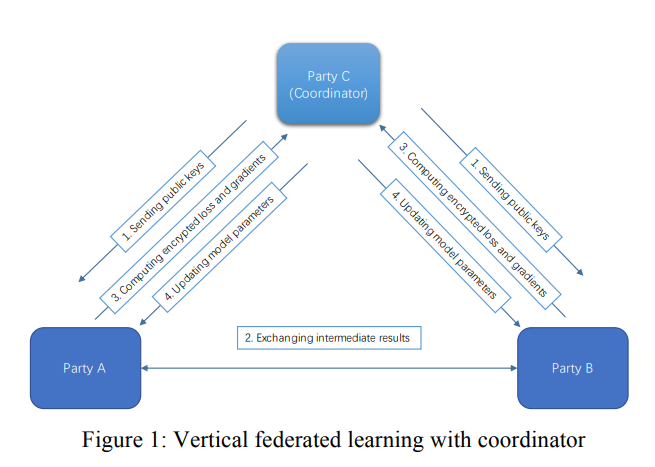 Party C
(Coordinator)
1. Sending public keys
3. Computing encrypted loss and gradients
4. Updating model parameters
3. Computing encrypted loss and gradients
1. Sending public keys
4. Updating model parameters
2. Exchanging intermediate results
Party A
Party B
Figure 1: Vertical federated learning with coordinator